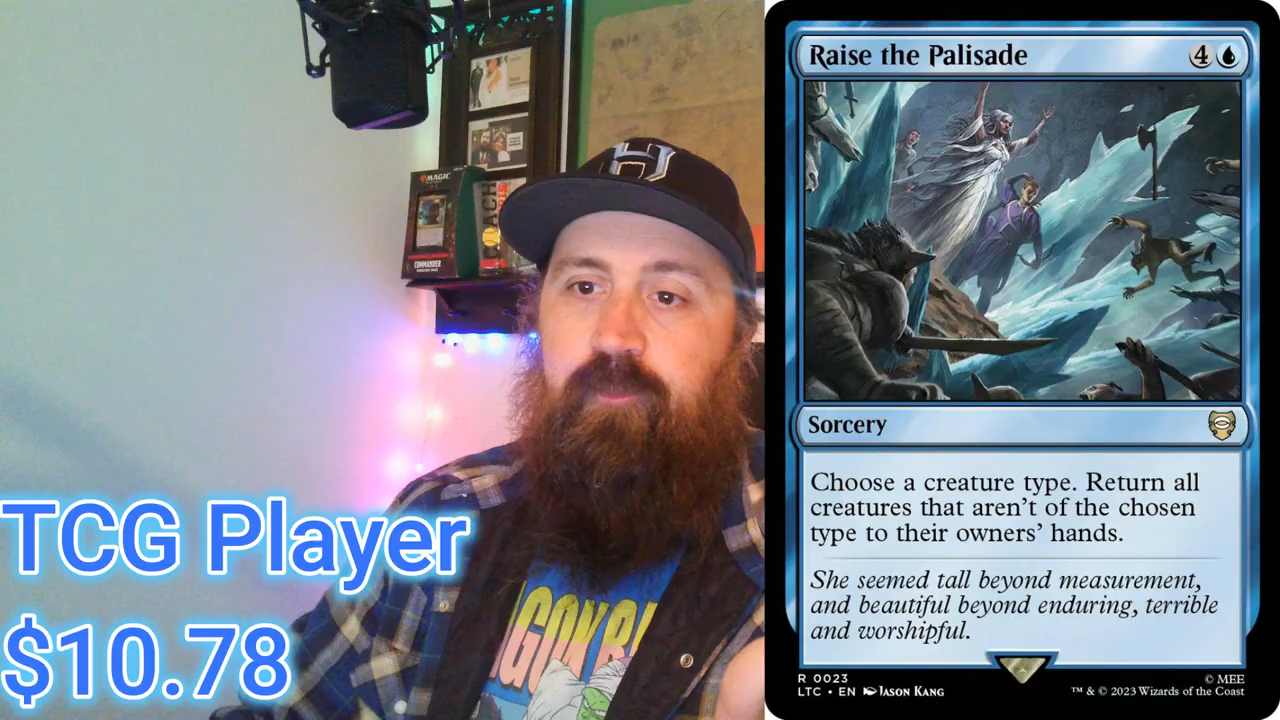 TCG Player
$10.78
MAGIC
COMMANDER
Raise the Palisade
4
Sorcery
Choose a creature type. Return all
creatures that aren't of the chosen
type to their owners' hands.
She seemed tall beyond measurement,
and beautiful beyond enduring, terrible
and worshipful.
R 0023
LTC • EN Jason Kang
© MEE
™ & © 2023 Wizards of the Coast
H